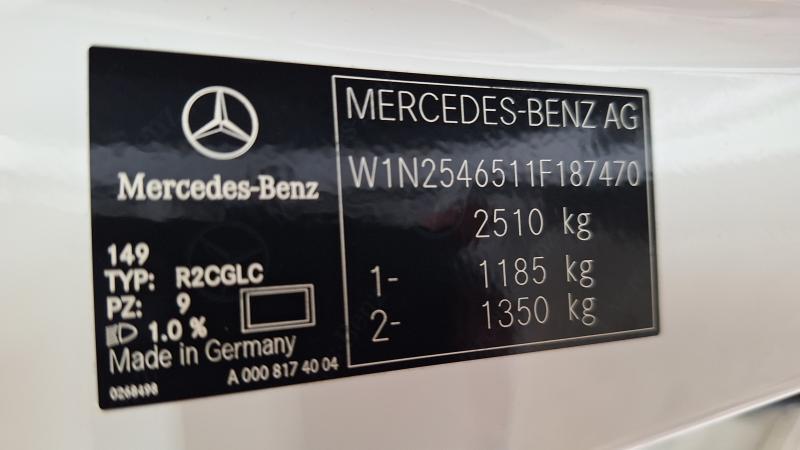 Mercedes-Benz
149
TYP: R2CGLC
PZ: 9
1.0 %
Made in Germany
0268498
A 000 817 40 04
MERCEDES-BENZ AG
W1N2546511F187470
2510 kg
1- 1185 kg
2- 1350 kg